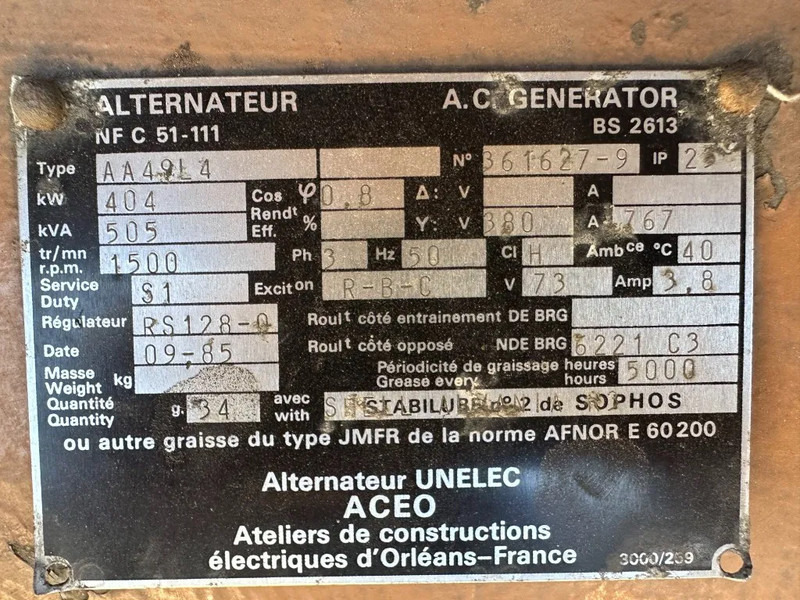 ALTERNATEUR A.C. GENERATOR
NF C 51-111 BS 2613
Type AA49L4 N° 361627-9 IP 23
kW 404 Cos φ 0,8 Δ: V A
kVA 505 Rendt Eff. % Y: V 380 A 767
tr/mn r.p.m. 1500 Ph 3 Hz 50 Cl H Ambce °C 40
Service Duty S1 Exciton R-B-C V 73 Amp 3,8
Régulateur RS128-0 Roult côté entrainement DE BRG
Date 09-85 Roult côté opposé NDE BRG 6221 C3
Masse Weight kg Périodicité de graissage heures Grease every hours 5000
Quantité Quantity g. 34 avec with STABILUBE n° 2 de SOPHOS
ou autre graisse du type JMFR de la norme AFNOR E 60200
Alternateur UNELEC
ACEO
Ateliers de constructions
électriques d'Orléans-France 3000/259